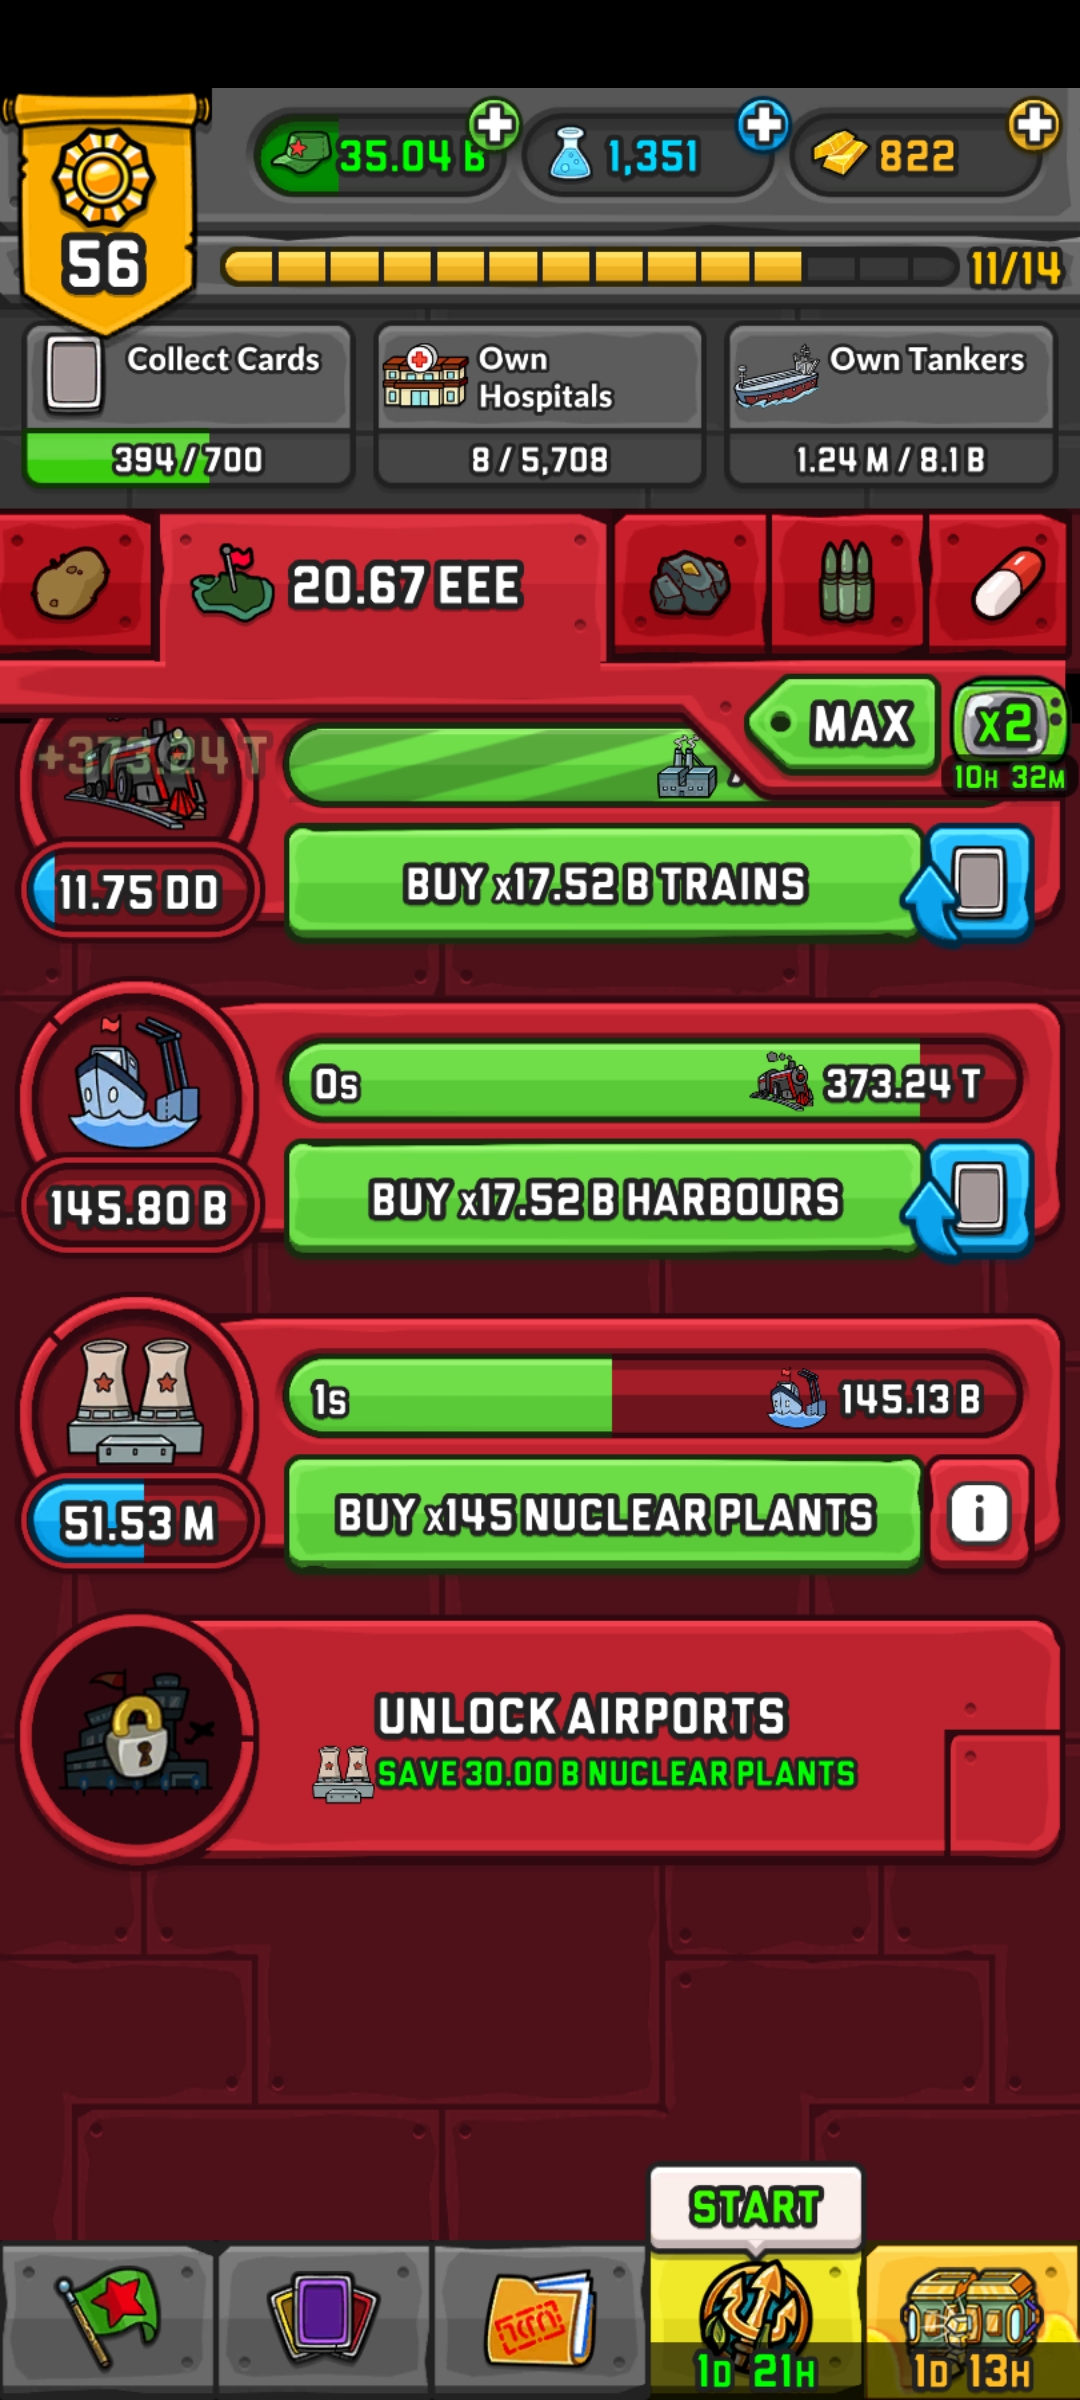 35.04 B
1,351
822
56
11/14
Collect Cards
394/700
Own
Hospitals
8/5,708
Own Tankers
1.24 M/8.1 B
20.67 EEE
MAX
x2
10H 32M
+373.24 T
11.75 DD
BUY x17.52 B TRAINS
0s
373.24 T
145.80 B
BUY x17.52 B HARBOURS
1s
145.13 B
51.53 M
BUY x145 NUCLEAR PLANTS
i
UNLOCK AIRPORTS
SAVE 30.00 B NUCLEAR PLANTS
START
1D 21H
1D 13H